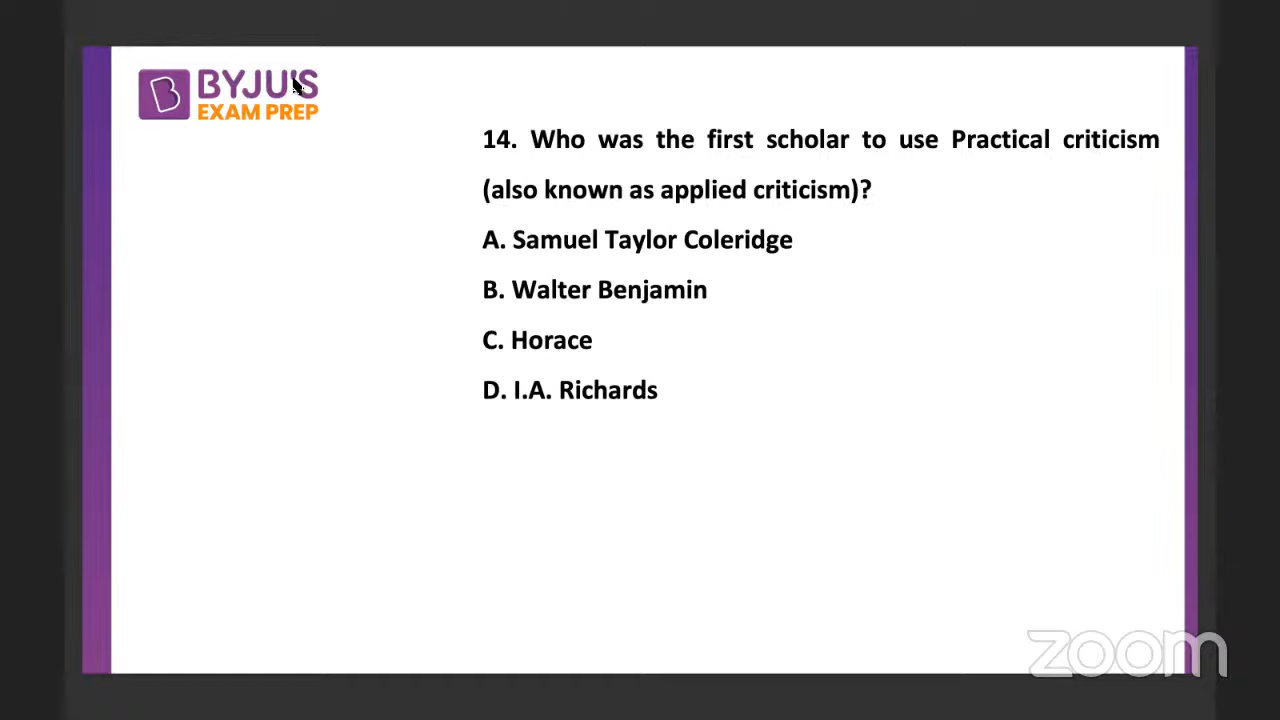 BYJU'S
EXAM PREP
14. Who was the first scholar to use Practical criticism
(also known as applied criticism)?
A. Samuel Taylor Coleridge
B. Walter Benjamin
C. Horace
D. I.A. Richards
zoom